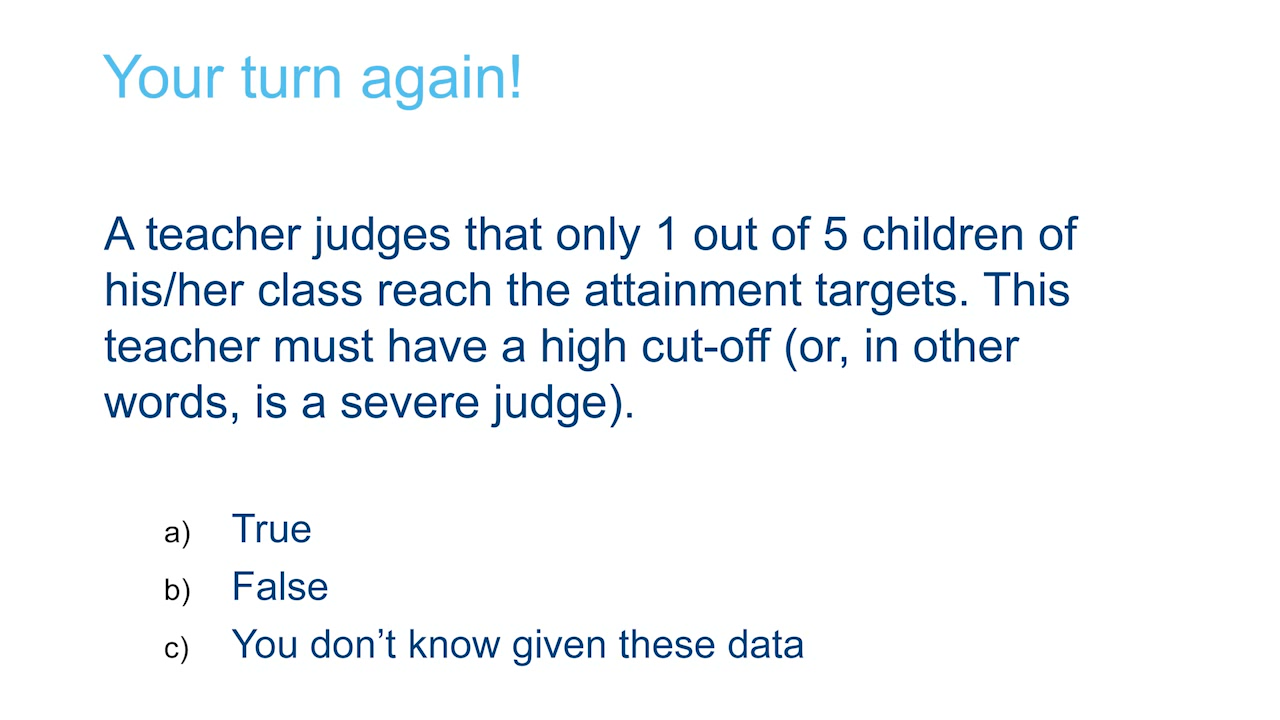 Your turn again!
A teacher judges that only 1 out of 5 children of
his/her class reach the attainment targets. This
teacher must have a high cut-off (or, in other
words, is a severe judge).
a) True
b) False
c) You don’t know given these data